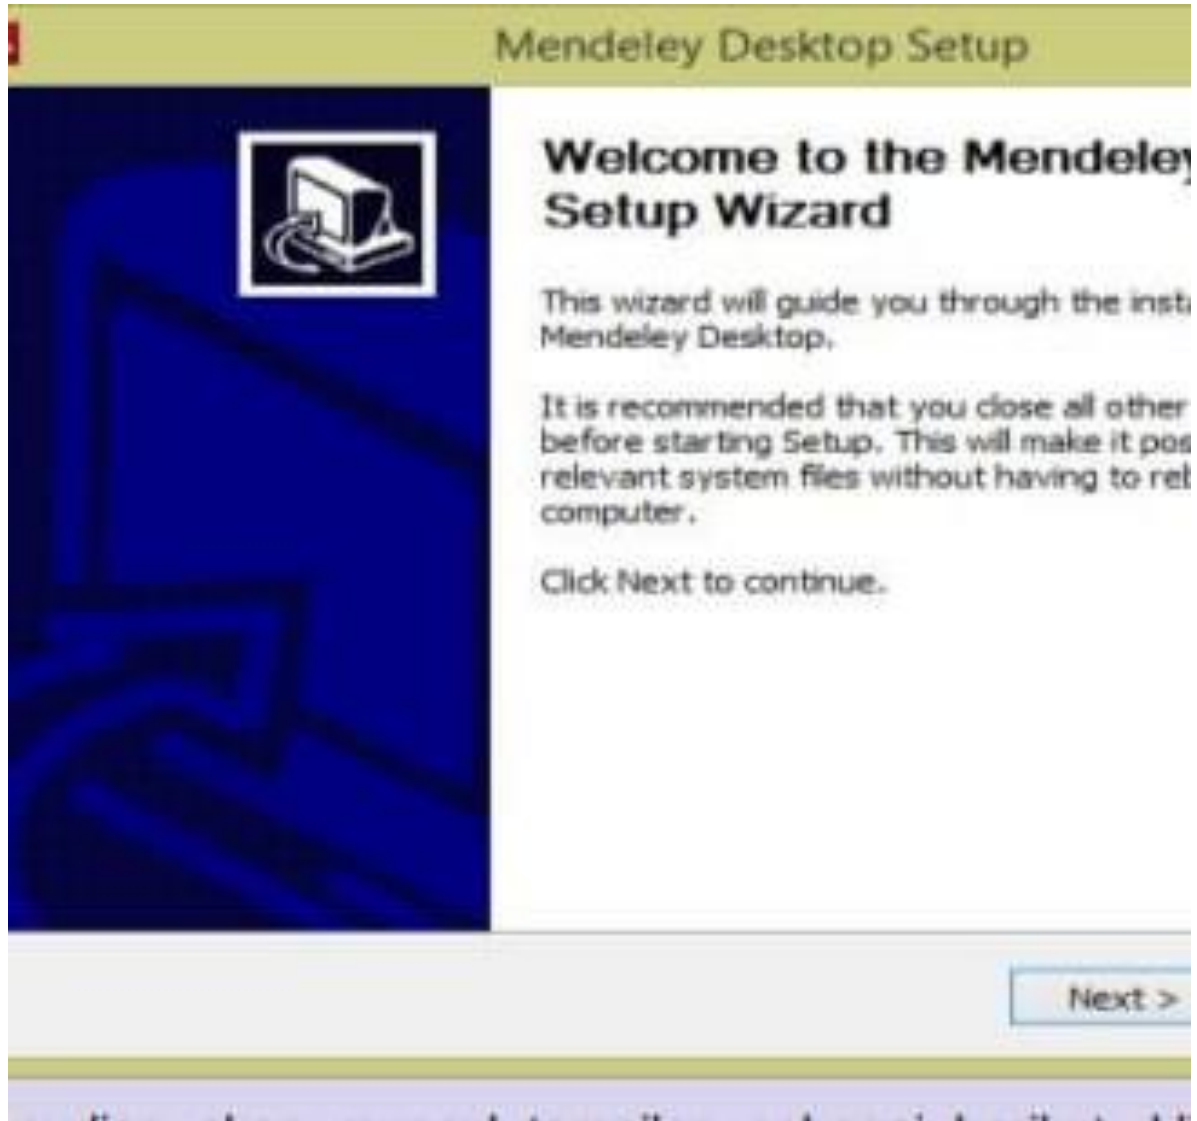 Mendeley Desktop Setup
Welcome to the Mendeley
Setup Wizard
This wizard will guide you through the insta
Mendeley Desktop.
It is recommended that you close all other
before starting Setup. This will make it pos
relevant system files without having to reb
computer.
Click Next to continue.
Next >